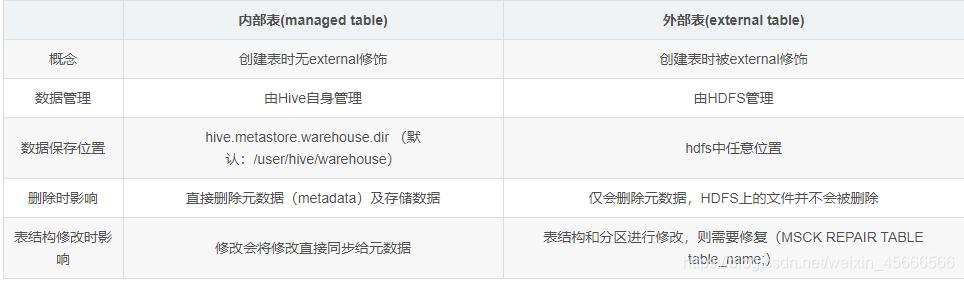 内部表(managed table)
外部表(external table)
概念
创建表时无external修饰
创建表时被external修饰
数据管理
由Hive自身管理
由HDFS管理
数据保存位置
hive.metastore.warehouse.dir （默
认：/user/hive/warehouse）
hdfs中任意位置
删除时影响
直接删除元数据（metadata）及存储数据
仅会删除元数据，HDFS上的文件并不会被删除
表结构修改时影
响
修改会将修改直接同步给元数据
表结构和分区进行修改，则需要修复（MSCK REPAIR TABLE
table_name;）
https://blog.csdn.net/weixin_45666566